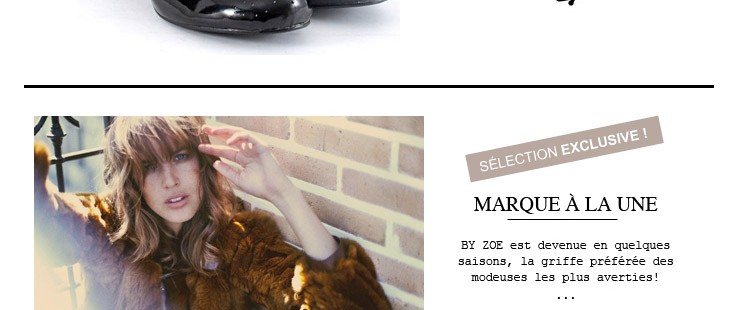 SÉLECTION EXCLUSIVE !
MARQUE À LA UNE
BY ZOE est devenue en quelques
saisons, la griffe préférée des
modeuses les plus averties!
...